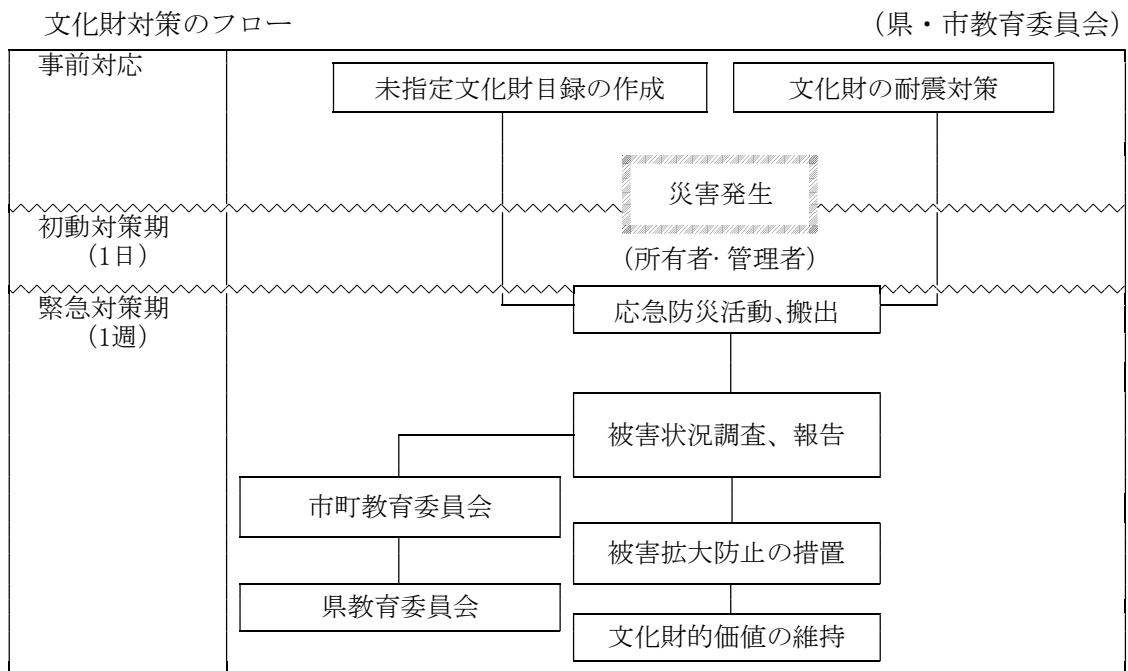 文化財対策のフロー
(県・市教育委員会)
事前対応
未指定文化財目録の作成
文化財の耐震対策
災害発生
初動対策期
(1日)
(所有者・管理者)
緊急対策期
(1週)
応急防災活動、搬出
被害状況調査、報告
市町教育委員会
被害拡大防止の措置
県教育委員会
文化財的価値の維持